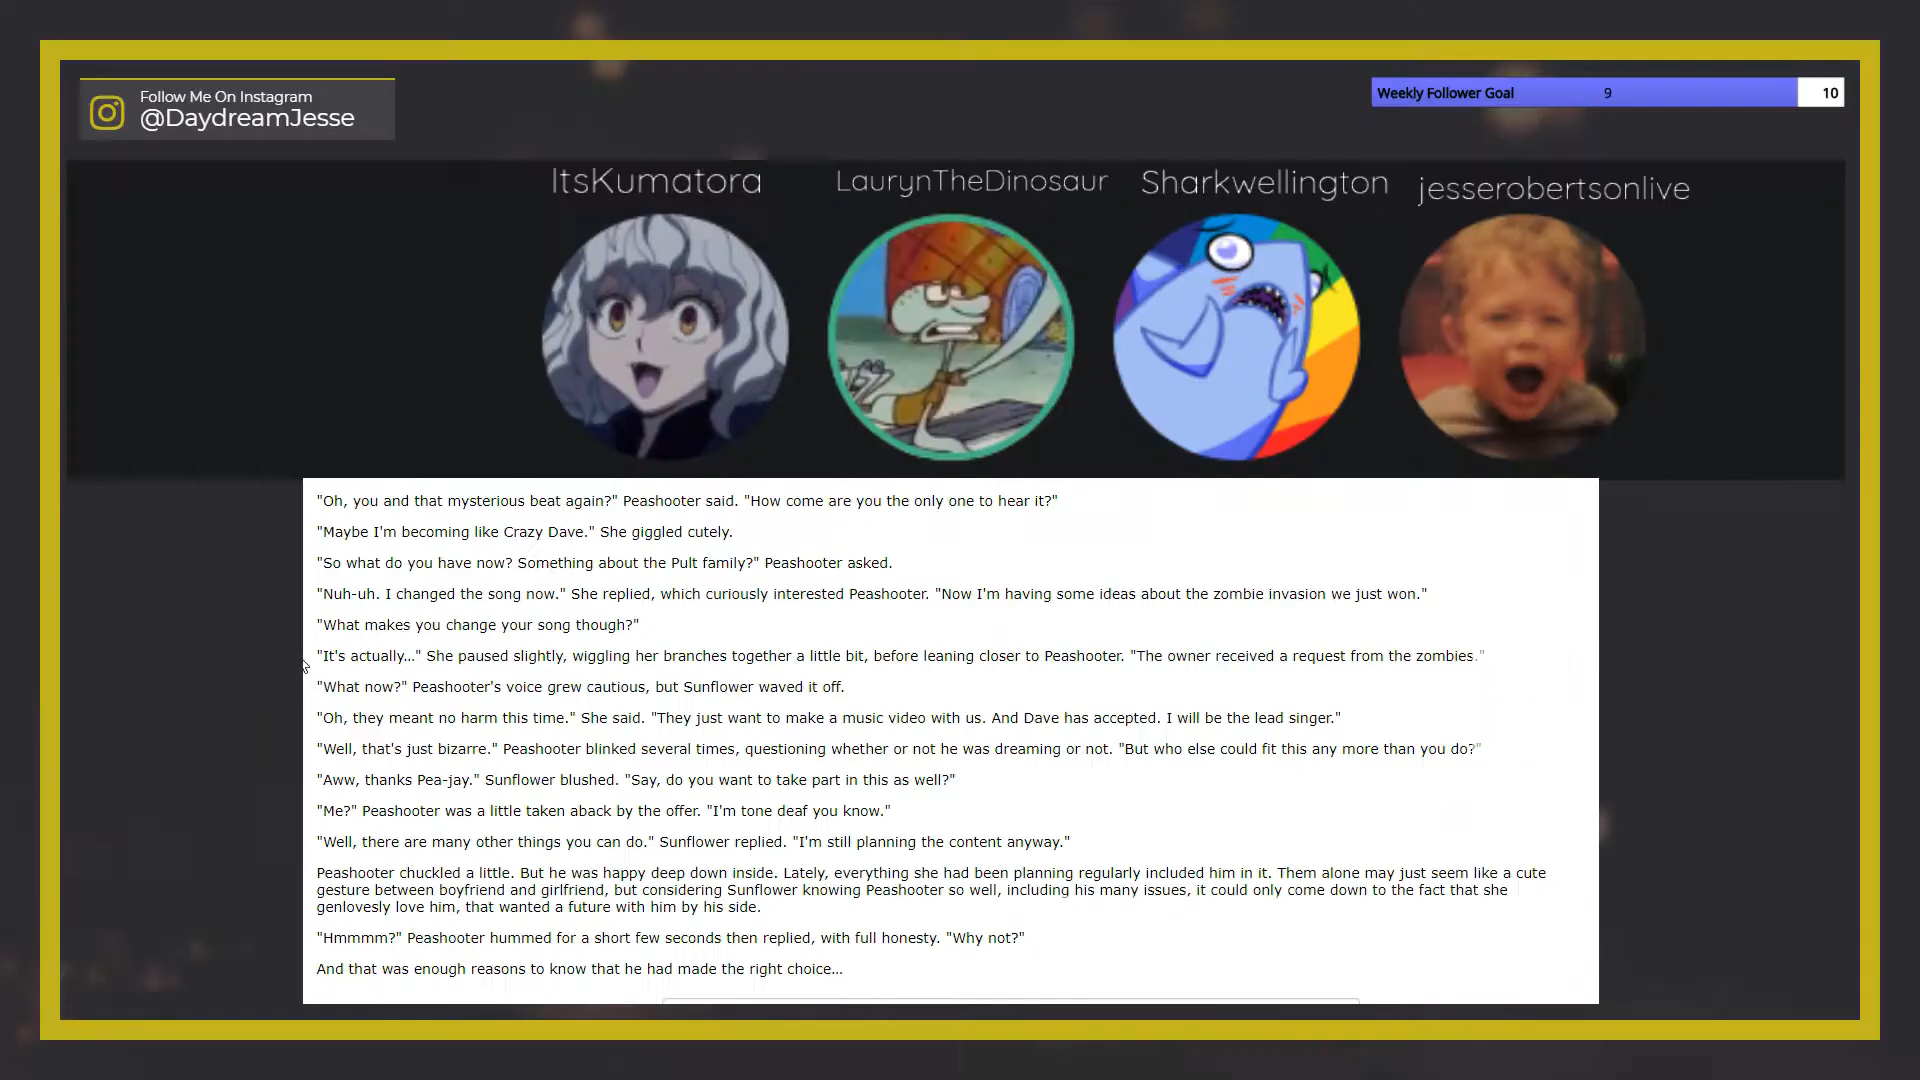 Follow Me On Instagram
@DaydreamJesse
Weekly Follower Goal 9 10
ItsKumatora
LaurynTheDinosaur
Sharkwellington
jesserobertsonlive
"Oh, you and that mysterious beat again?" Peashooter said. "How come are you the only one to hear it?"
"Maybe I'm becoming like Crazy Dave." She giggled cutely.
"So what do you have now? Something about the Pult family?" Peashooter asked.
"Nuh-uh. I changed the song now." She replied, which curiously interested Peashooter. "Now I'm having some ideas about the zombie invasion we just won."
"What makes you change your song though?"
"It's actually..." She paused slightly, wiggling her branches together a little bit, before leaning closer to Peashooter. "The owner received a request from the zombies."
"What now?" Peashooter's voice grew cautious, but Sunflower waved it off.
"Oh, they meant no harm this time." She said. "They just want to make a music video with us. And Dave has accepted. I will be the lead singer."
"Well, that's just bizarre." Peashooter blinked several times, questioning whether or not he was dreaming or not. "But who else could fit this any more than you do?"
"Aww, thanks Pea-jay." Sunflower blushed. "Say, do you want to take part in this as well?"
"Me?" Peashooter was a little taken aback by the offer. "I'm tone deaf you know."
"Well, there are many other things you can do." Sunflower replied. "I'm still planning the content anyway."
Peashooter chuckled a little. But he was happy deep down inside. Lately, everything she had been planning regularly included him in it. Them alone may just seem like a cute
gesture between boyfriend and girlfriend, but considering Sunflower knowing Peashooter so well, including his many issues, it could only come down to the fact that she
genlovesly love him, that wanted a future with him by his side.
"Hmmmm?" Peashooter hummed for a short few seconds then replied, with full honesty. "Why not?"
And that was enough reasons to know that he had made the right choice...